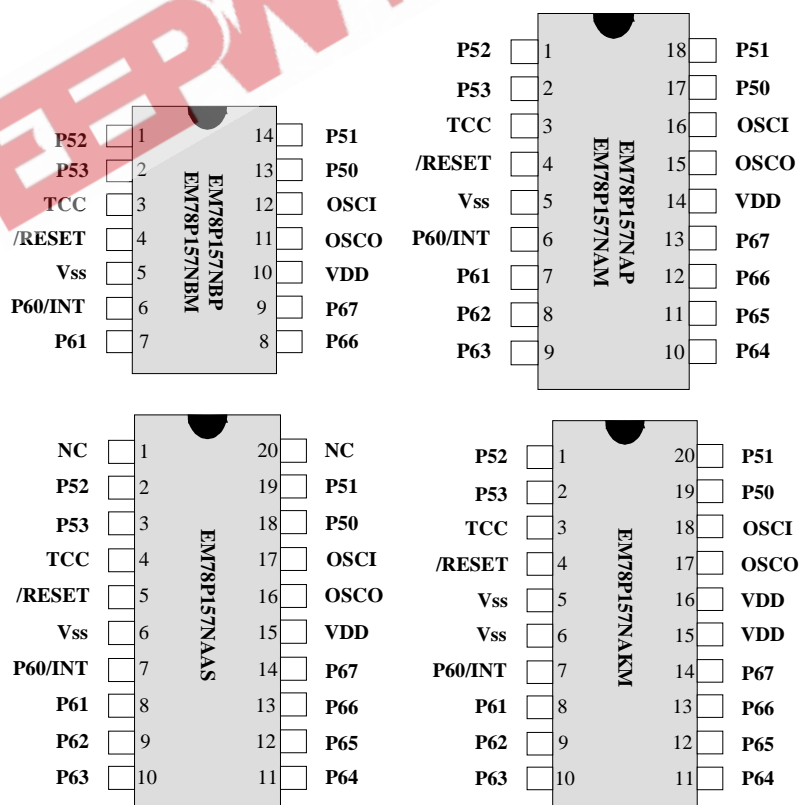 EEPW
P52 1 14 P51
P53 2 13 P50
TCC 3 12 OSCI
/RESET 4 11 OSCO
Vss 5 10 VDD
P60/INT 6 9 P67
P61 7 8 P66
EM78P157NBP
EM78P157NBM
P52 1 18 P51
P53 2 17 P50
TCC 3 16 OSCI
/RESET 4 15 OSCO
Vss 5 14 VDD
P60/INT 6 13 P67
P61 7 12 P66
P62 8 11 P65
P63 9 10 P64
EM78P157NAP
EM78P157NAM
NC 1 20 NC
P52 2 19 P51
P53 3 18 P50
TCC 4 17 OSCI
/RESET 5 16 OSCO
Vss 6 15 VDD
P60/INT 7 14 P67
P61 8 13 P66
P62 9 12 P65
P63 10 11 P64
EM78P157NAAS
P52 1 20 P51
P53 2 19 P50
TCC 3 18 OSCI
/RESET 4 17 OSCO
Vss 5 16 VDD
Vss 6 15 VDD
P60/INT 7 14 P67
P61 8 13 P66
P62 9 12 P65
P63 10 11 P64
EM78P157NAKM